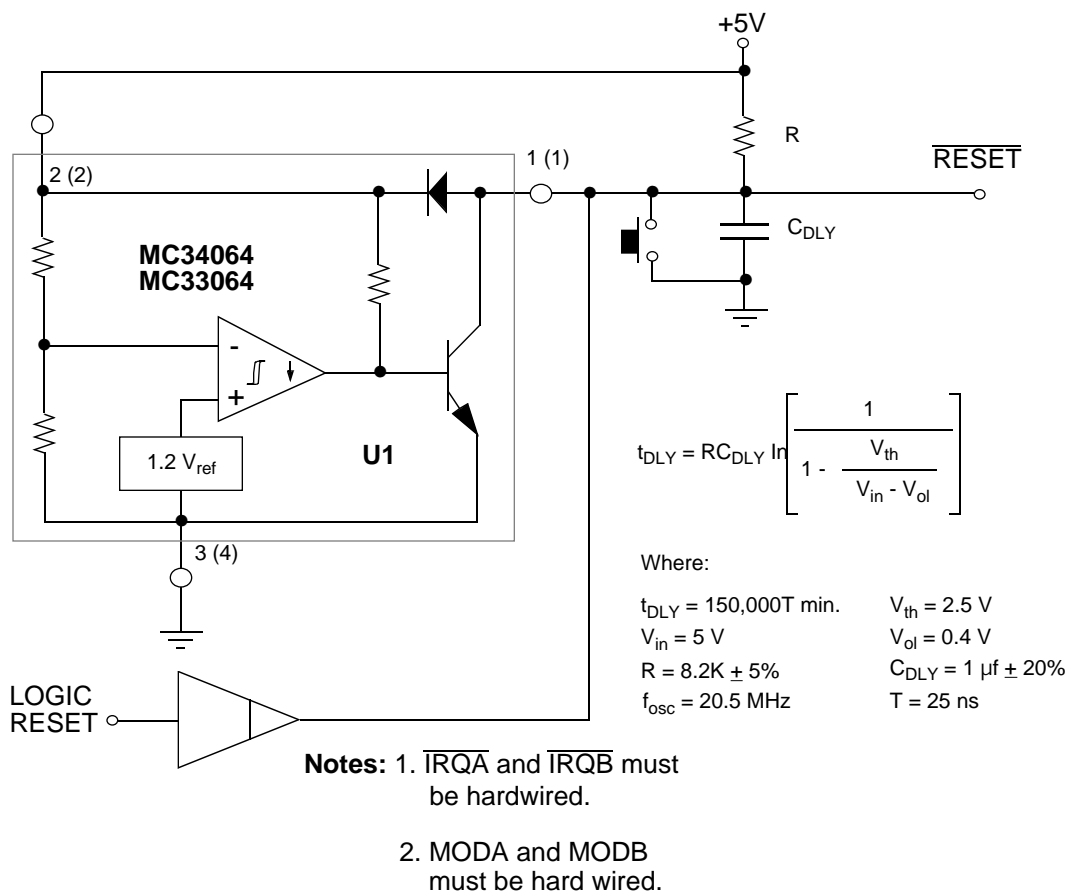 +5V
R
RESET
1 (1)
2 (2)
C_DLY
MC34064
MC33064
-
+
1.2 V_ref
U1
3 (4)
t_DLY = RC_DLY ln [ 1 / ( 1 - V_th / ( V_in - V_ol ) ) ]
Where:
t_DLY = 150,000T min.
V_th = 2.5 V
V_in = 5 V
V_ol = 0.4 V
R = 8.2K ± 5%
C_DLY = 1 µf ± 20%
f_osc = 20.5 MHz
T = 25 ns
LOGIC
RESET
Notes: 1. IRQA and IRQB must
be hardwired.
2. MODA and MODB
must be hard wired.